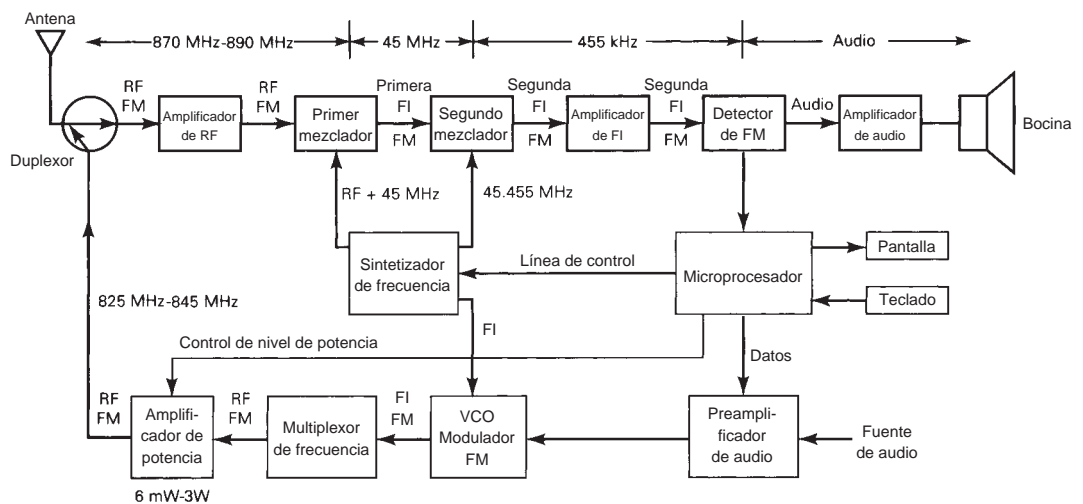 Antena
870 MHz-890 MHz
45 MHz
455 kHz
Audio
RF
FM
RF
FM
Primera
FI
FM
Segunda
FI
FM
Segunda
FI
FM
Audio
Amplificador
de RF
Primer
mezclador
Segundo
mezclador
Amplificador
de FI
Detector
de FM
Amplificador
de audio
Bocina
Duplexor
RF + 45 MHz
45.455 MHz
Sintetizador
de frecuencia
Línea de control
Microprocesador
Pantalla
Teclado
825 MHz-845 MHz
FI
Control de nivel de potencia
Datos
RF
FM
Amplifi-
cador de
potencia
RF
FM
Multiplexor
de frecuencia
FI
FM
VCO
Modulador
FM
Preampli-
ficador
de audio
Fuente
de audio
6 mW-3W